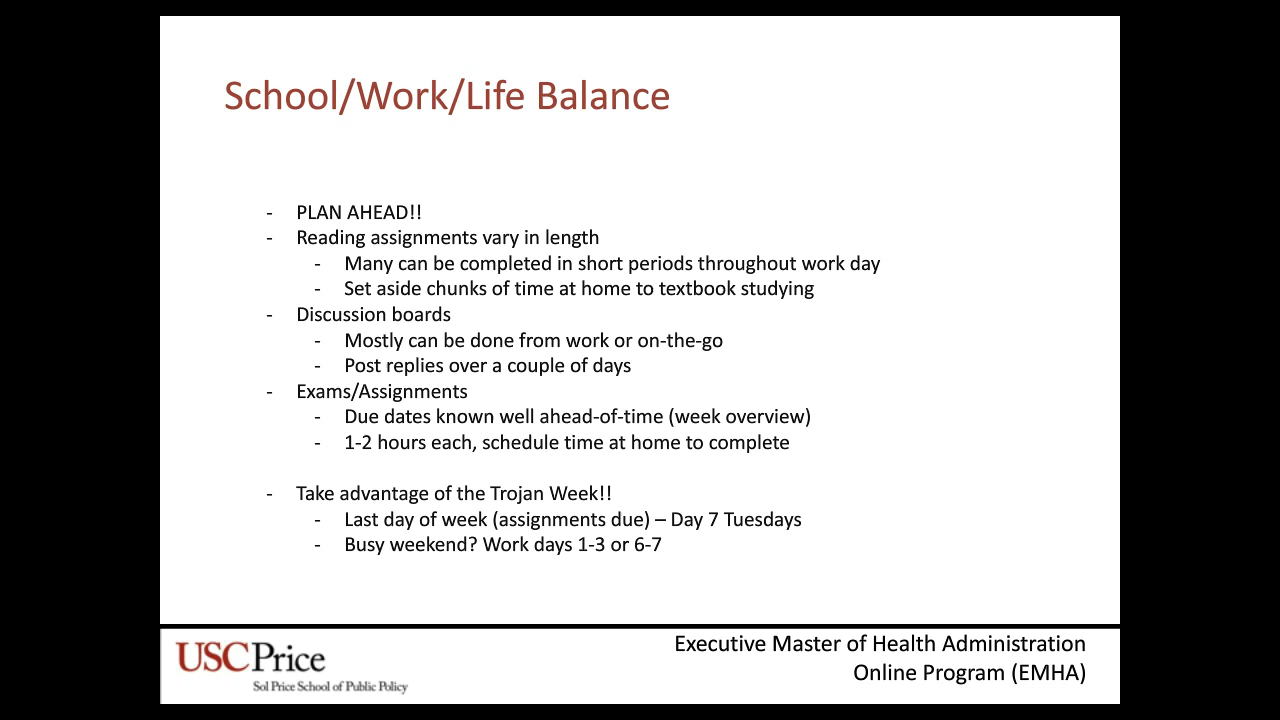 School/Work/Life Balance
- PLAN AHEAD!!
- Reading assignments vary in length
- Many can be completed in short periods throughout work day
- Set aside chunks of time at home to textbook studying
- Discussion boards
- Mostly can be done from work or on-the-go
- Post replies over a couple of days
- Exams/Assignments
- Due dates known well ahead-of-time (week overview)
- 1-2 hours each, schedule time at home to complete
- Take advantage of the Trojan Week!!
- Last day of week (assignments due) – Day 7 Tuesdays
- Busy weekend? Work days 1-3 or 6-7
USCPrice
Sol Price School of Public Policy
Executive Master of Health Administration
Online Program (EMHA)